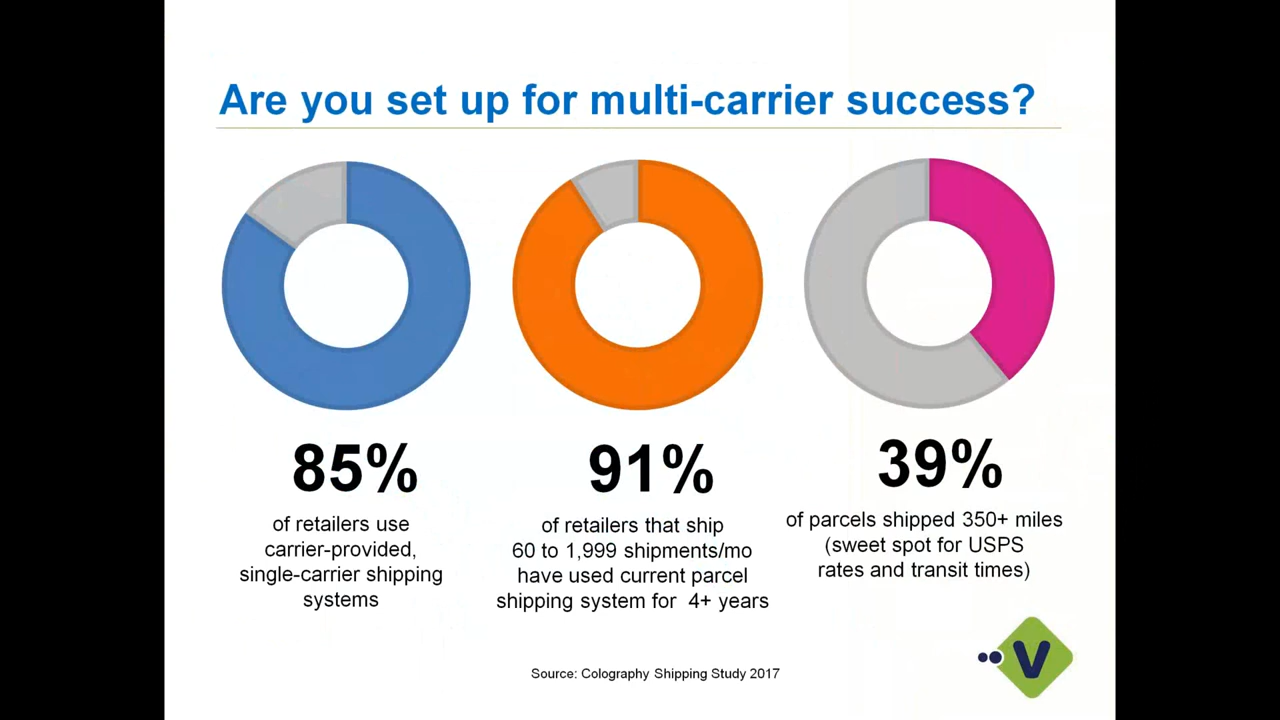 Are you set up for multi-carrier success?
85%
of retailers use
carrier-provided,
single-carrier shipping
systems
91%
of retailers that ship
60 to 1,999 shipments/mo
have used current parcel
shipping system for 4+ years
39%
of parcels shipped 350+ miles
(sweet spot for USPS
rates and transit times)
Source: Colography Shipping Study 2017
V